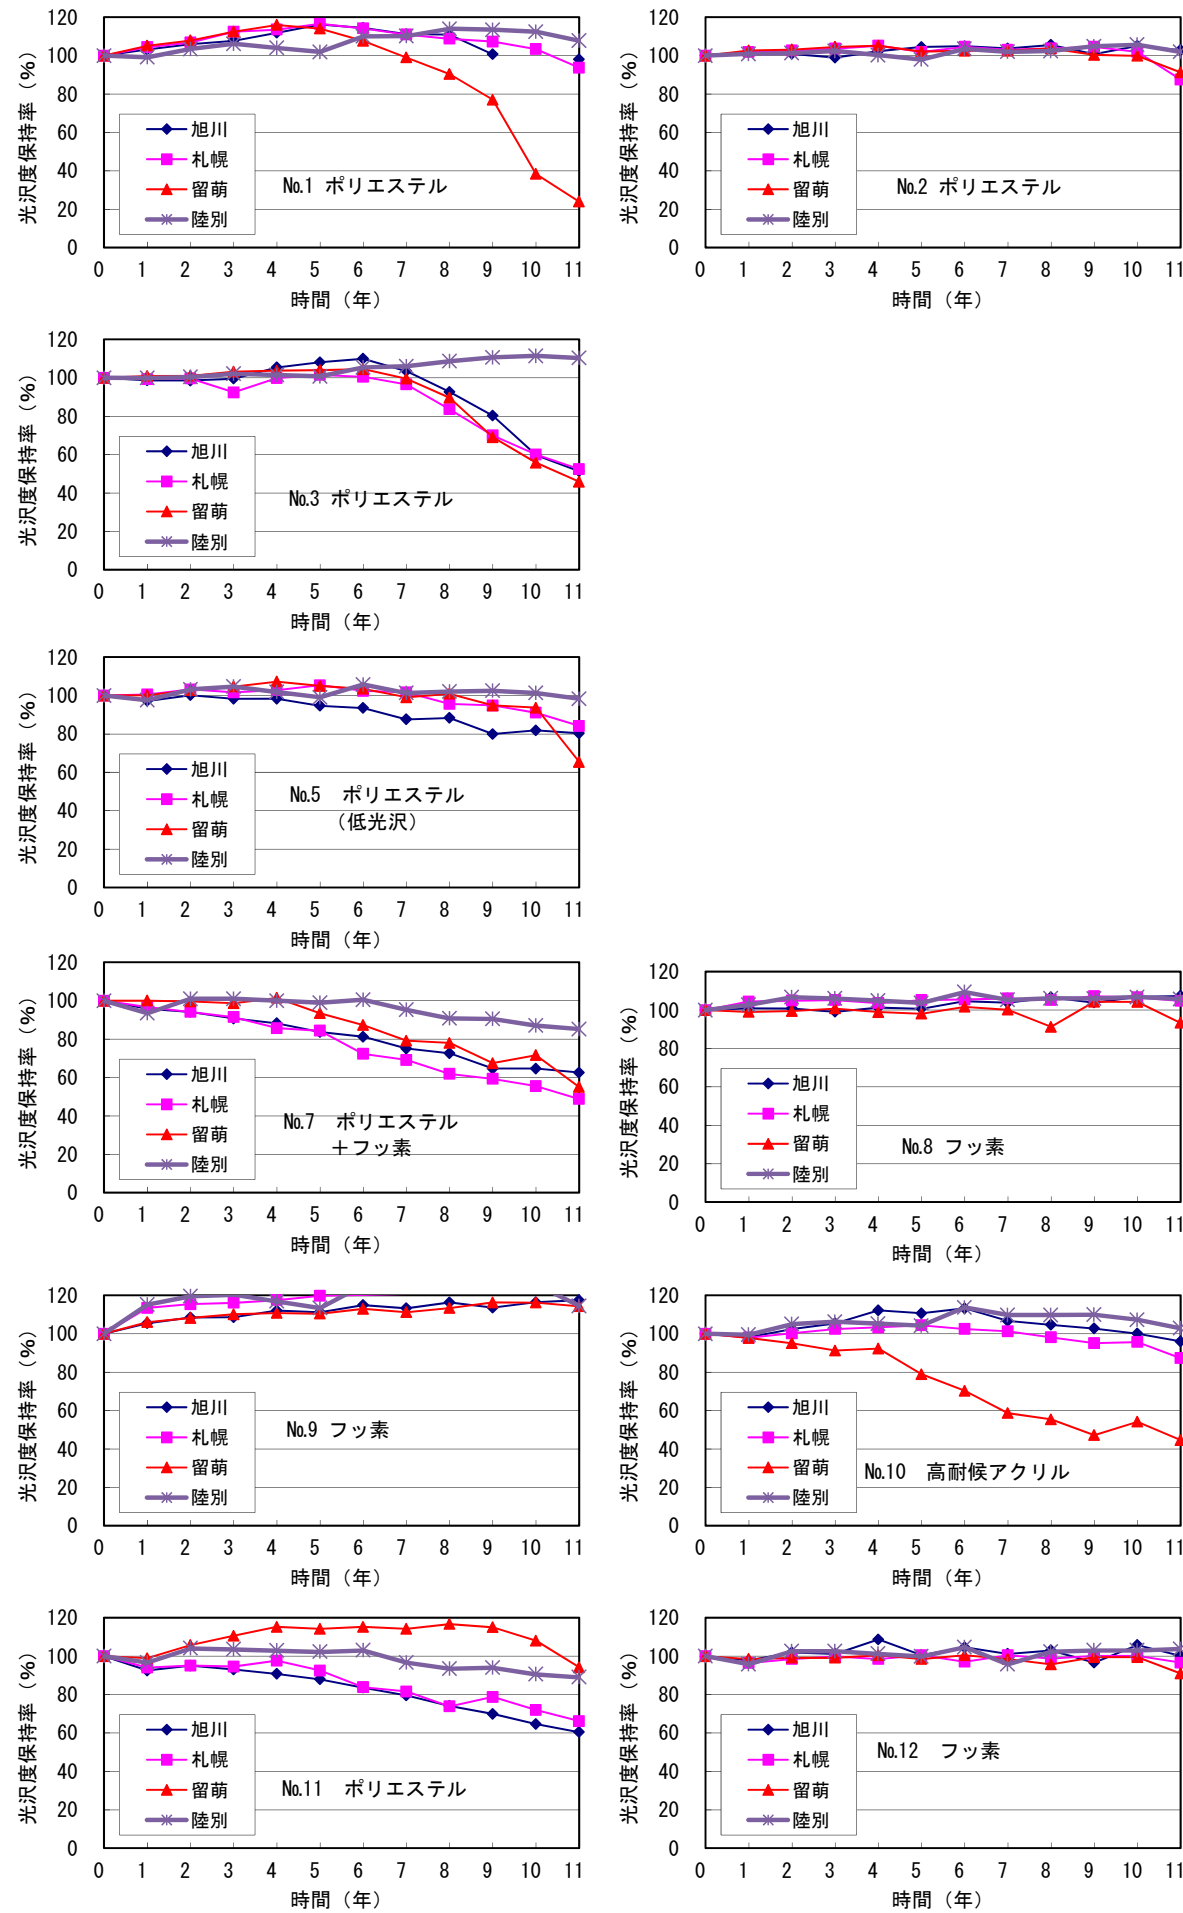 120
100
80
60
40
20
0
光沢度保持率（%）
旭川
札幌
留萌
陸別
№1 ポリエステル
0 1 2 3 4 5 6 7 8 9 10 11
時間（年）
120
100
80
60
40
20
0
光沢度保持率（%）
旭川
札幌
留萌
陸別
№2 ポリエステル
0 1 2 3 4 5 6 7 8 9 10 11
時間（年）
120
100
80
60
40
20
0
光沢度保持率（%）
旭川
札幌
留萌
陸別
№3 ポリエステル
0 1 2 3 4 5 6 7 8 9 10 11
時間（年）
120
100
80
60
40
20
0
光沢度保持率（%）
旭川
札幌
留萌
陸別
№5　ポリエステル
（低光沢）
0 1 2 3 4 5 6 7 8 9 10 11
時間（年）
120
100
80
60
40
20
0
光沢度保持率（%）
旭川
札幌
留萌
陸別
№7　ポリエステル
＋フッ素
0 1 2 3 4 5 6 7 8 9 10 11
時間（年）
120
100
80
60
40
20
0
光沢度保持率（%）
旭川
札幌
留萌
陸別
№8 フッ素
0 1 2 3 4 5 6 7 8 9 10 11
時間（年）
120
100
80
60
40
20
0
光沢度保持率（%）
旭川
札幌
留萌
陸別
№9 フッ素
0 1 2 3 4 5 6 7 8 9 10 11
時間（年）
120
100
80
60
40
20
0
光沢度保持率（%）
旭川
札幌
留萌
陸別
№10　高耐候アクリル
0 1 2 3 4 5 6 7 8 9 10 11
時間（年）
120
100
80
60
40
20
0
光沢度保持率（%）
旭川
札幌
留萌
陸別
№11　ポリエステル
0 1 2 3 4 5 6 7 8 9 10 11
時間（年）
120
100
80
60
40
20
0
光沢度保持率（%）
旭川
札幌
留萌
陸別
№12　フッ素
0 1 2 3 4 5 6 7 8 9 10 11
時間（年）